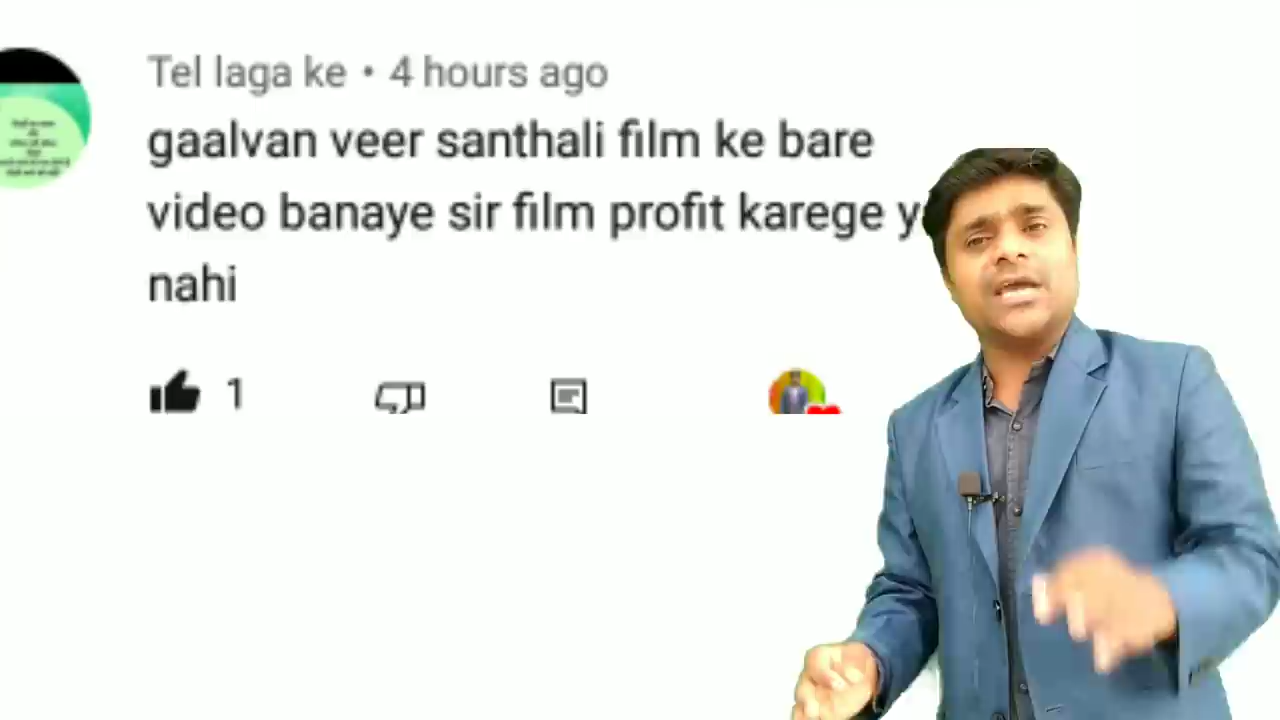 Tel laga ke • 4 hours ago
gaalvan veer santhali film ke bare
video banaye sir film profit karege
nahi
1